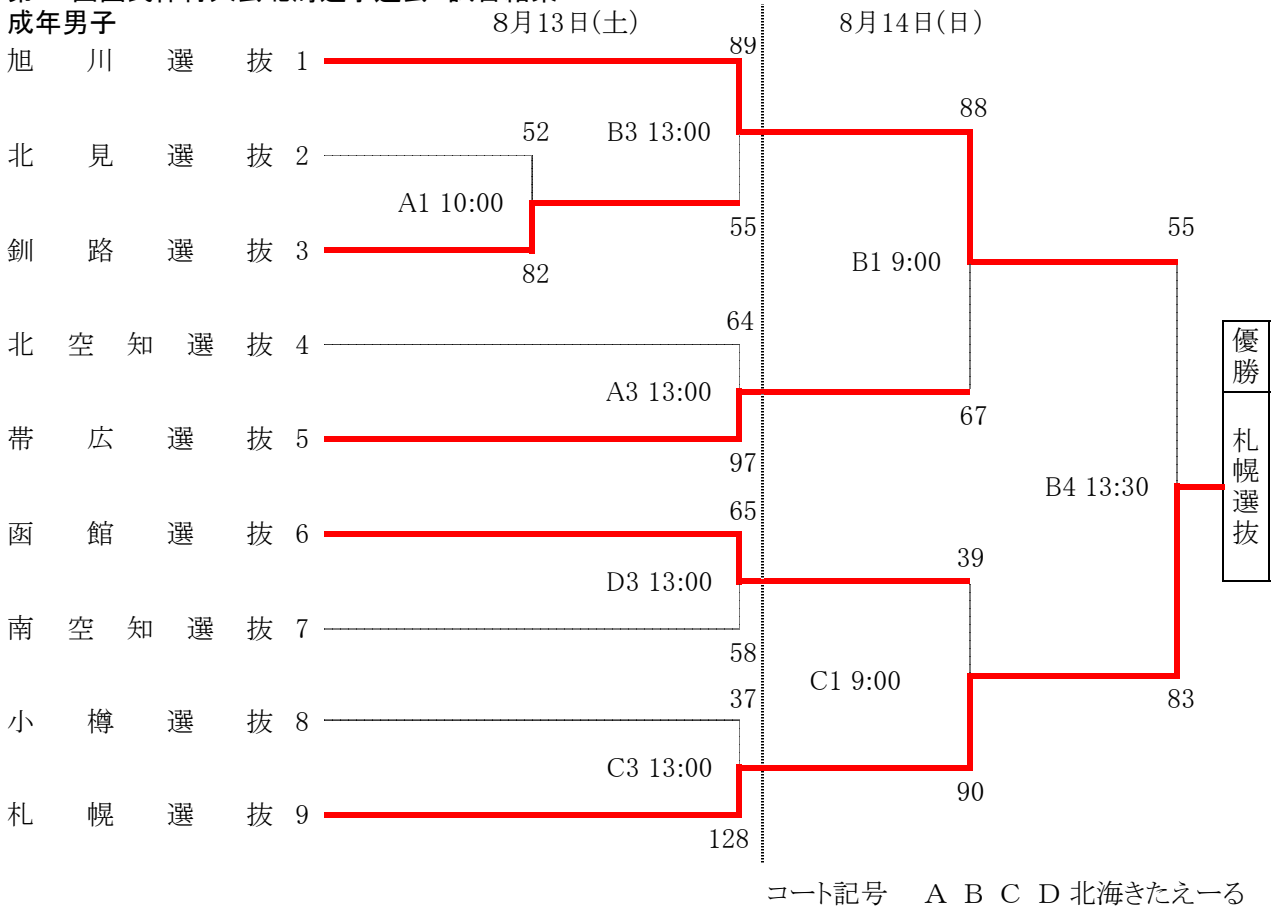 成年男子
8月13日(土) 8月14日(日)
旭川選抜 1
89
88
52
B3 13:00
北見選抜 2
A1 10:00
55
55
釧路選抜 3
82
B1 9:00
64
北空知選抜 4
優勝
A3 13:00
67
帯広選抜 5
97
札幌選抜
B4 13:30
65
函館選抜 6
39
D3 13:00
南空知選抜 7
58
C1 9:00
37
83
小樽選抜 8
C3 13:00
90
札幌選抜 9
128
コート記号 A B C D 北海きたえーる